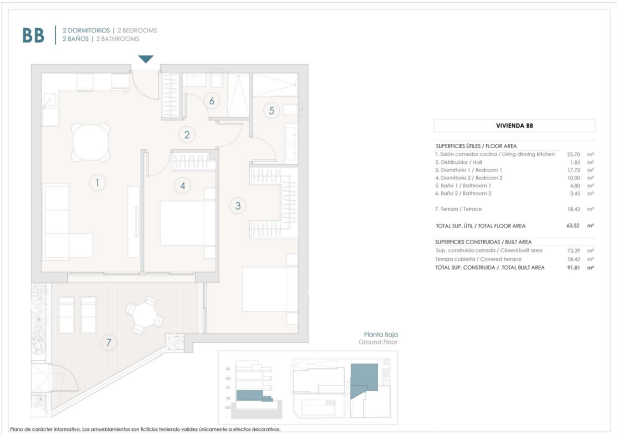 BB
2 DORMITORIOS | 2 BEDROOMS
2 BAÑOS | 2 BATHROOMS
1
2
3
4
5
6
7
VIVIENDA BB
SUPERFICIES ÚTILES / FLOOR AREA
1. Salón comedor cocina / Living dinning kitchen 25.70 m²
2. Distribuidor / Hall 1.85 m²
3. Dormitorio 1 / Bedroom 1 17.72 m²
4. Dormitorio 2 / Bedroom 2 10.00 m²
5. Baño 1 / Bathroom 1 4.80 m²
6. Baño 2 / Bathroom 2 3.45 m²
7. Terraza / Terrace 18.42 m²
TOTAL SUP. ÚTIL / TOTAL FLOOR AREA 63.52 m²
SUPERFICIES CONSTRUIDAS / BUILT AREA
Sup. construida cerrada / Closed built area 73.39 m²
Terraza cubierta / Covered terrace 18.42 m²
TOTAL SUP. CONSTRUIDA / TOTAL BUILT AREA 91.81 m²
Planta Baja
Ground Floor
Plano de carácter informativo. Los amueblamientos son ficticios teniendo validez únicamente a efectos decorativos.